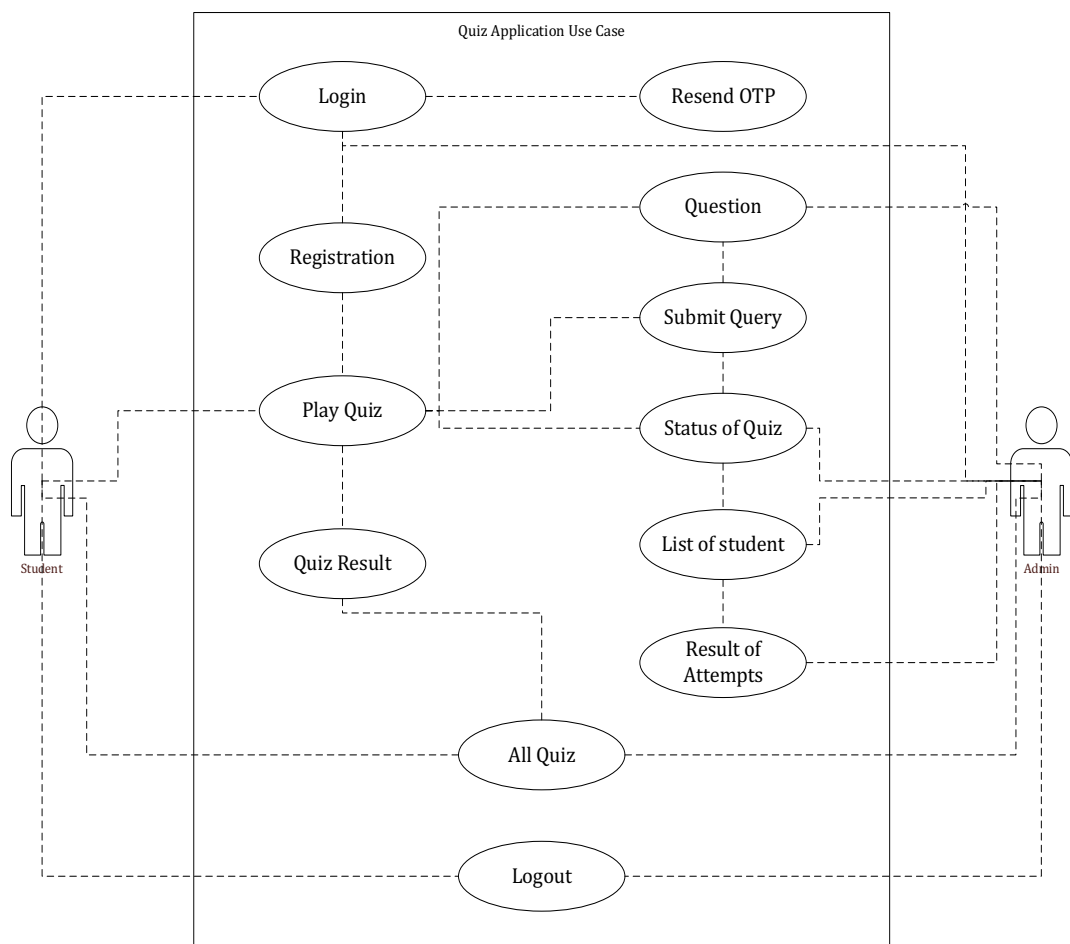 Quiz Application Use Case
Login
Resend OTP
Question
Registration
Submit Query
Play Quiz
Status of Quiz
List of student
Quiz Result
Student
Admin
Result of
Attempts
All Quiz
Logout